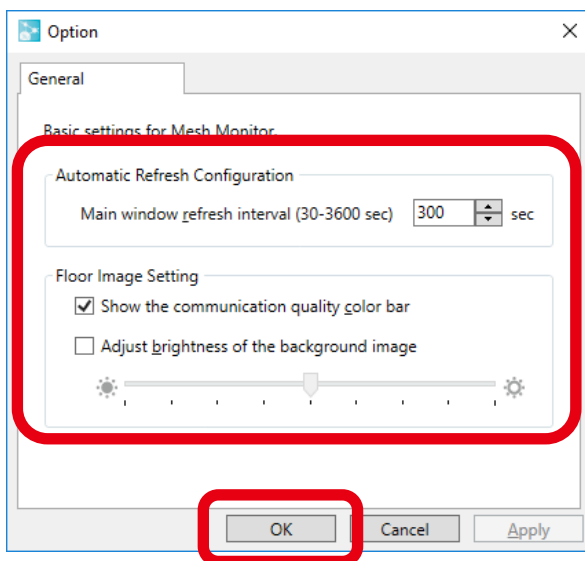 Option
General
Basic settings for Mesh Monitor.
Automatic Refresh Configuration
Main window refresh interval (30-3600 sec) 300 sec
Floor Image Setting
Show the communication quality color bar
Adjust brightness of the background image
OK Cancel Apply